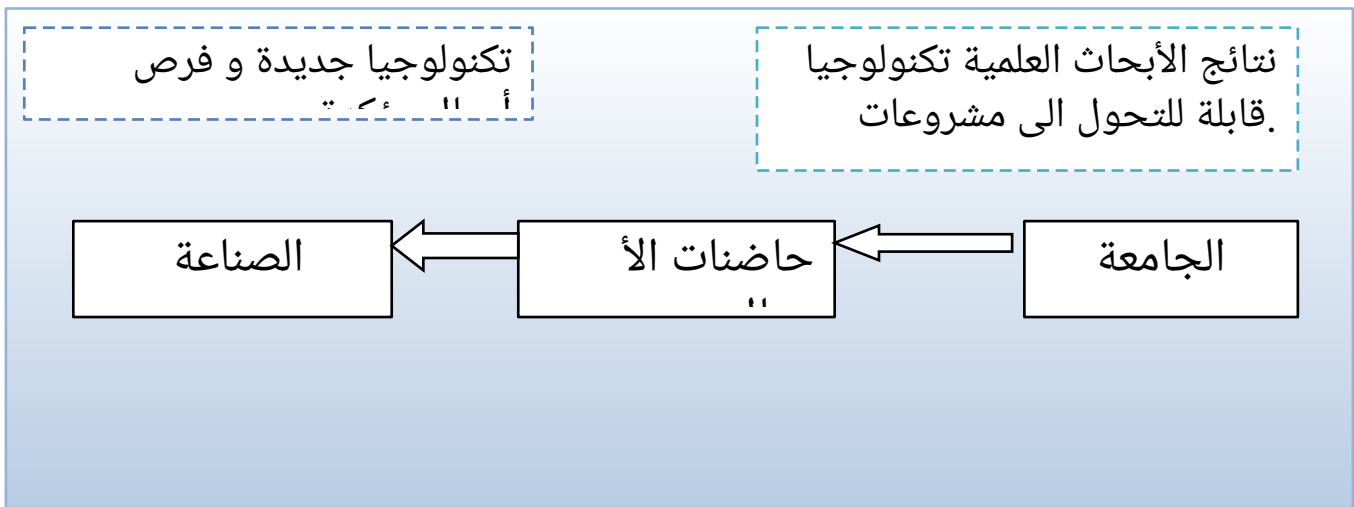 نتائج الأبحاث العلمية تكنولوجيا
قابلة للتحول الى مشروعات.
تكنولوجيا جديدة و فرص
الجامعة
حاضنات الأ
الصناعة